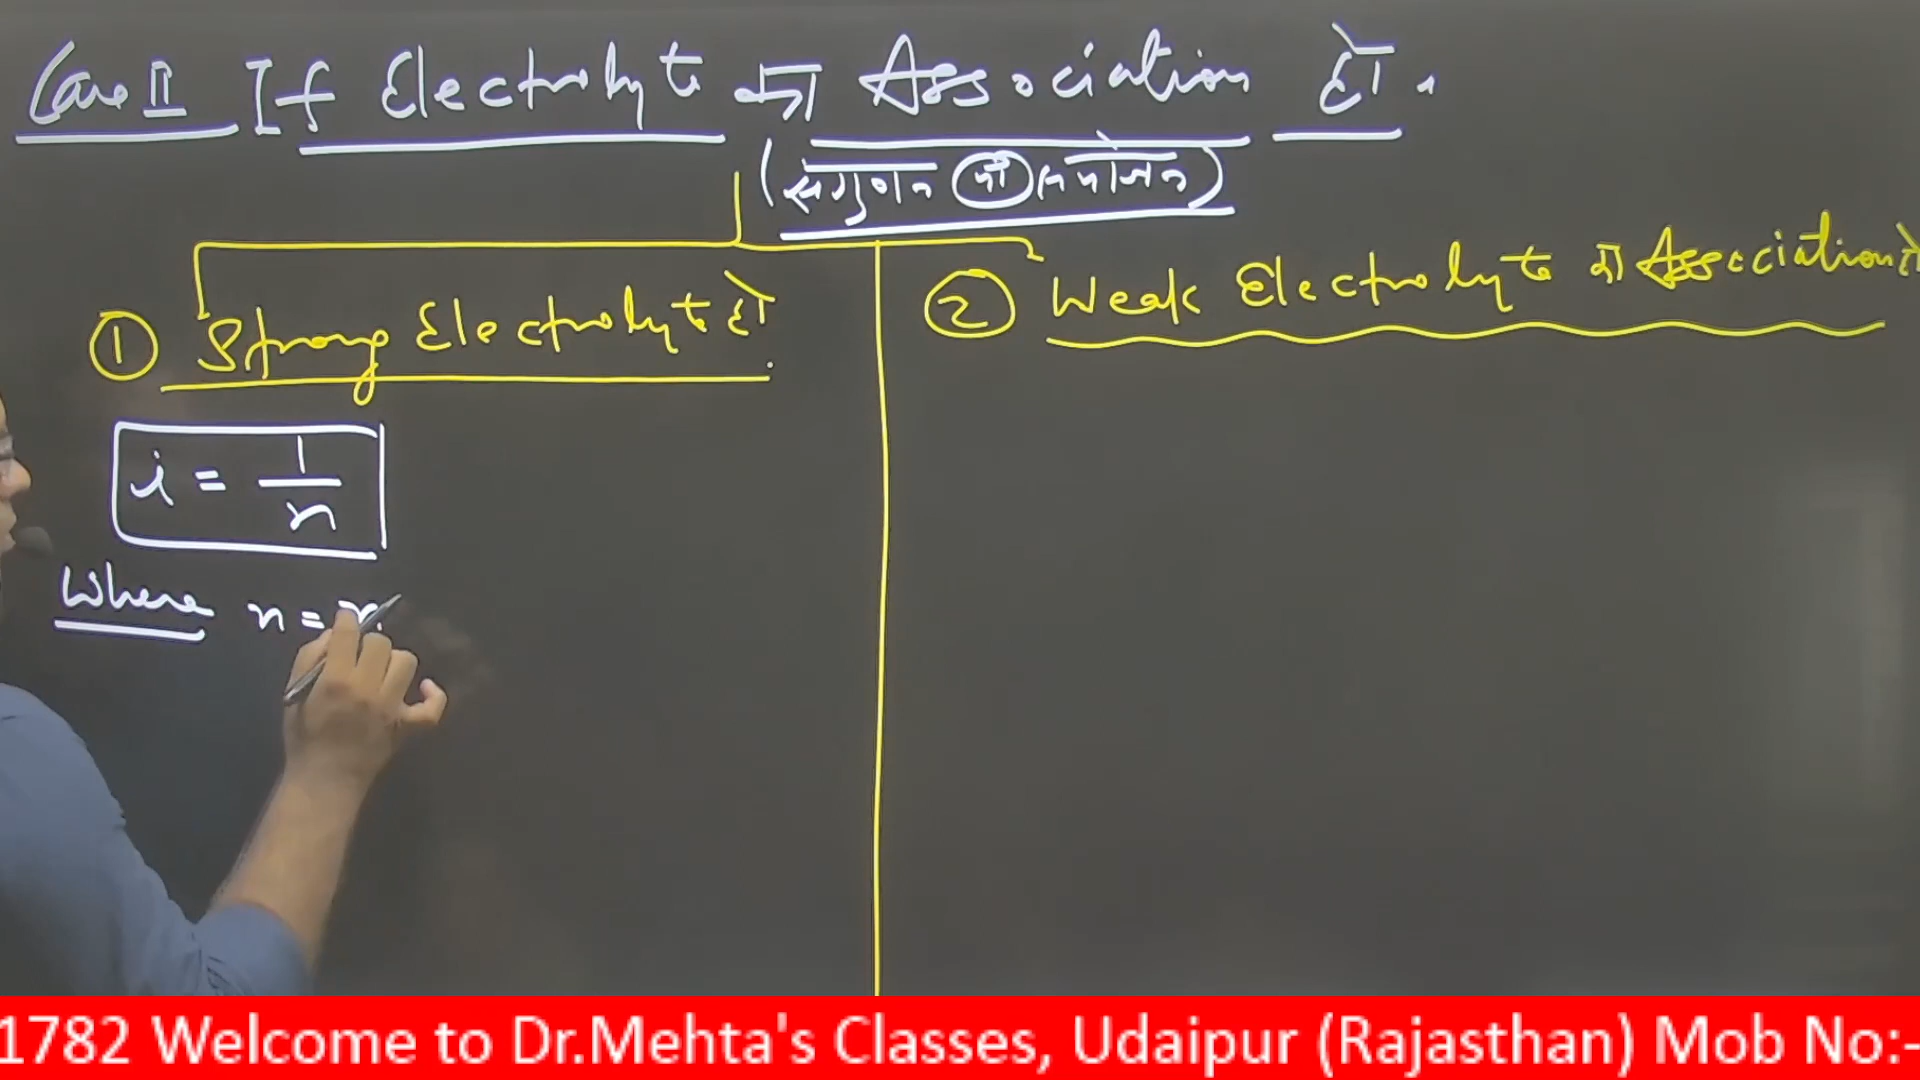 Case II If Electrolyte का Association हो.
(संगुणन या संयोजन)
① Strong Electrolyte हो.
i = 1/n
Where n =
② Weak Electrolyte का Association हो
1782 Welcome to Dr.Mehta's Classes, Udaipur (Rajasthan) Mob No:-